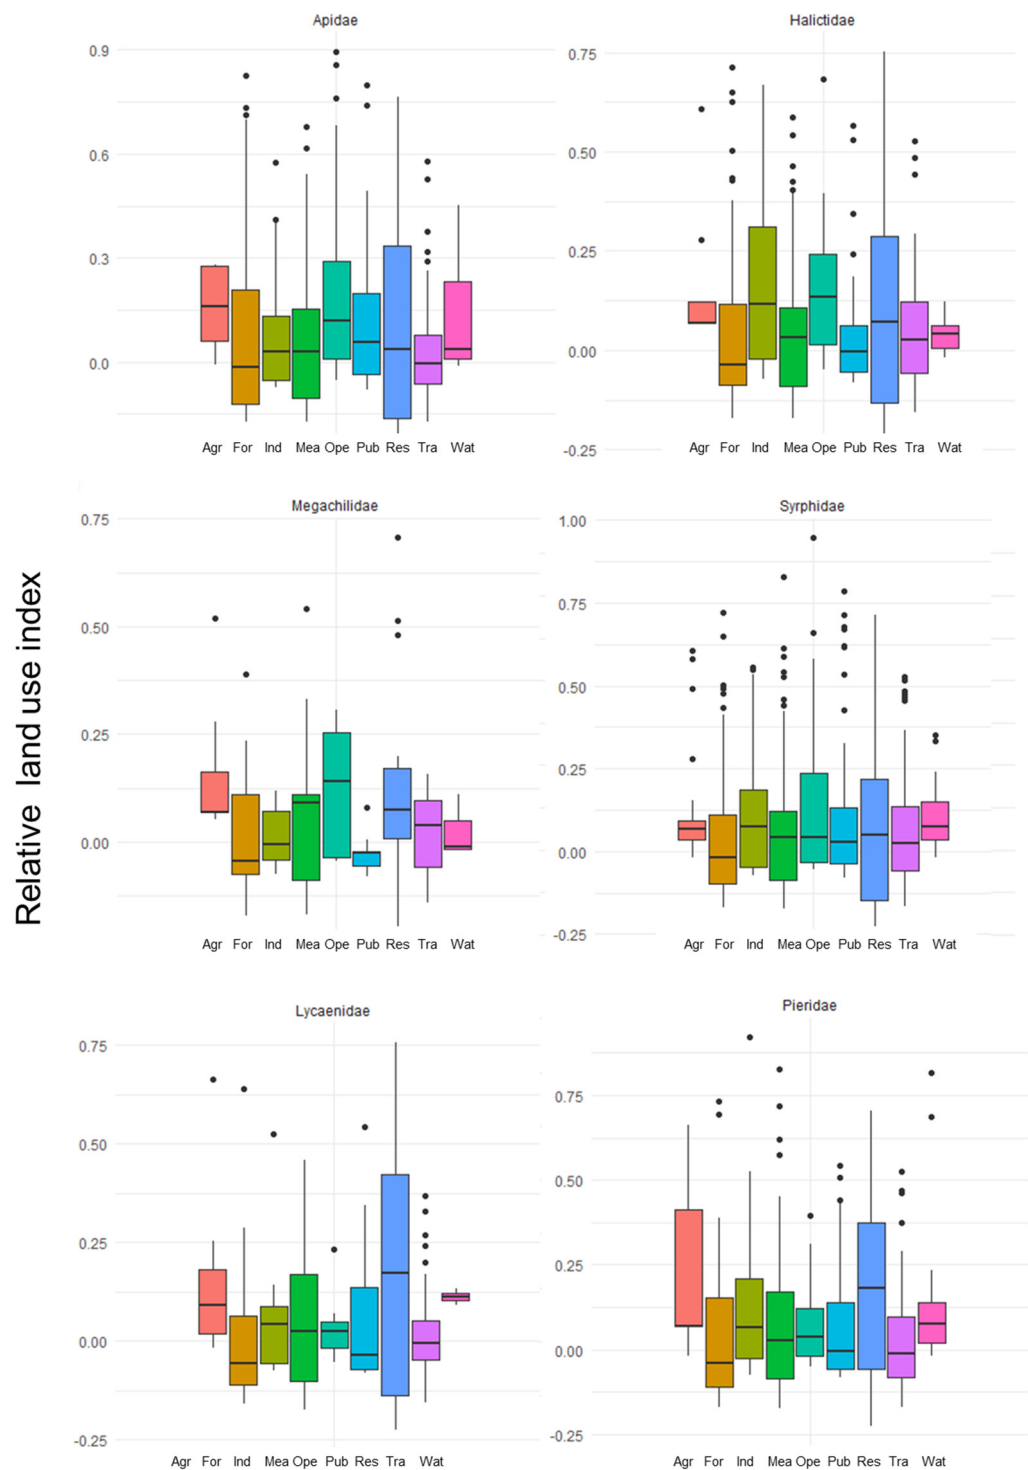 Apidae
Halictidae
0.9
0.6
0.3
0.0
0.75
0.50
0.25
0.00
-0.25
Agr For Ind Mea Ope Pub Res Tra Wat
Agr For Ind Mea Ope Pub Res Tra Wat
Relative land use index
Megachilidae
Syrphidae
0.75
0.50
0.25
0.00
1.00
0.75
0.50
0.25
0.00
-0.25
Agr For Ind Mea Ope Pub Res Tra Wat
Agr For Ind Mea Ope Pub Res Tra Wat
Lycaenidae
Pieridae
0.75
0.50
0.25
0.00
-0.25
0.75
0.50
0.25
0.00
-0.25
Agr For Ind Mea Ope Pub Res Tra Wat
Agr For Ind Mea Ope Pub Res Tra Wat